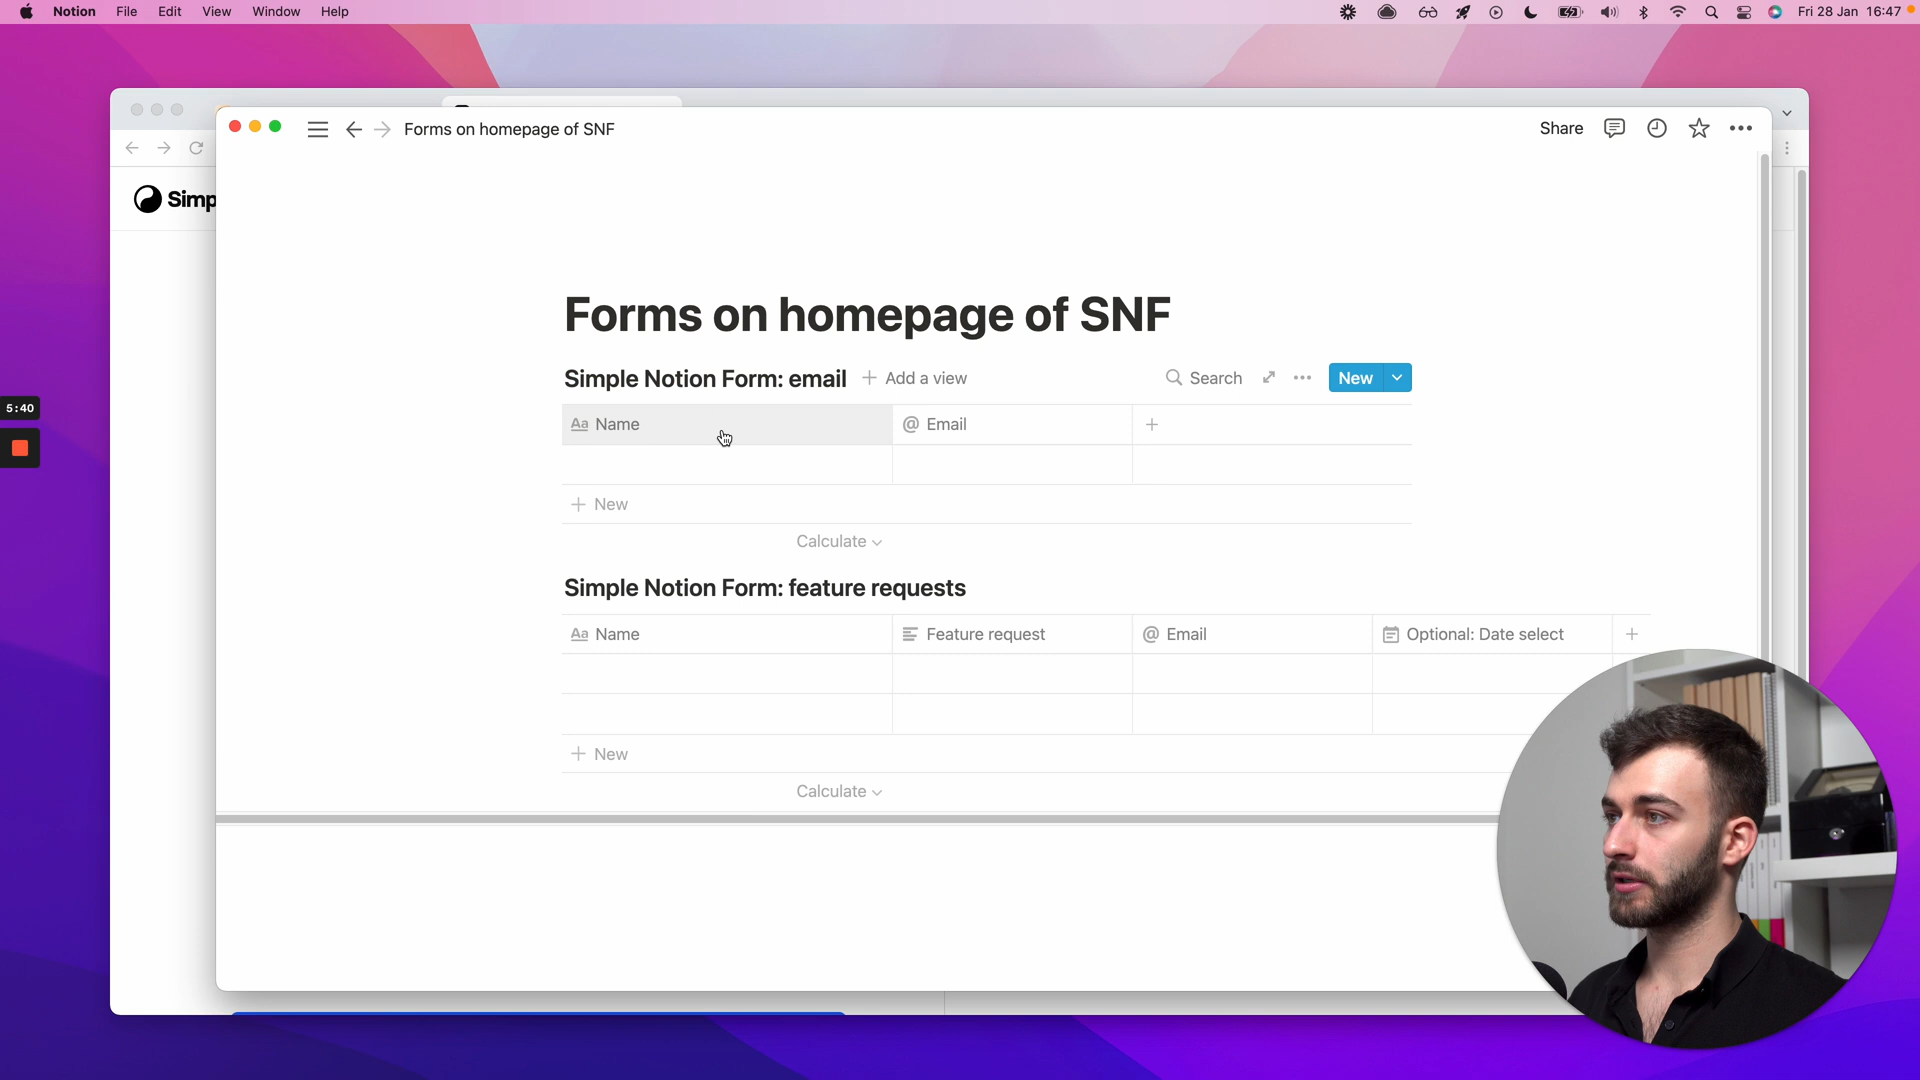 Notion File Edit View Window Help
Fri 28 Jan 16:47
Forms on homepage of SNF
Share
Simp
Forms on homepage of SNF
Simple Notion Form: email
Add a view
Search
New
5:40
Aa Name
@ Email
New
Calculate
Simple Notion Form: feature requests
Aa Name
Feature request
@ Email
Optional: Date select
New
Calculate